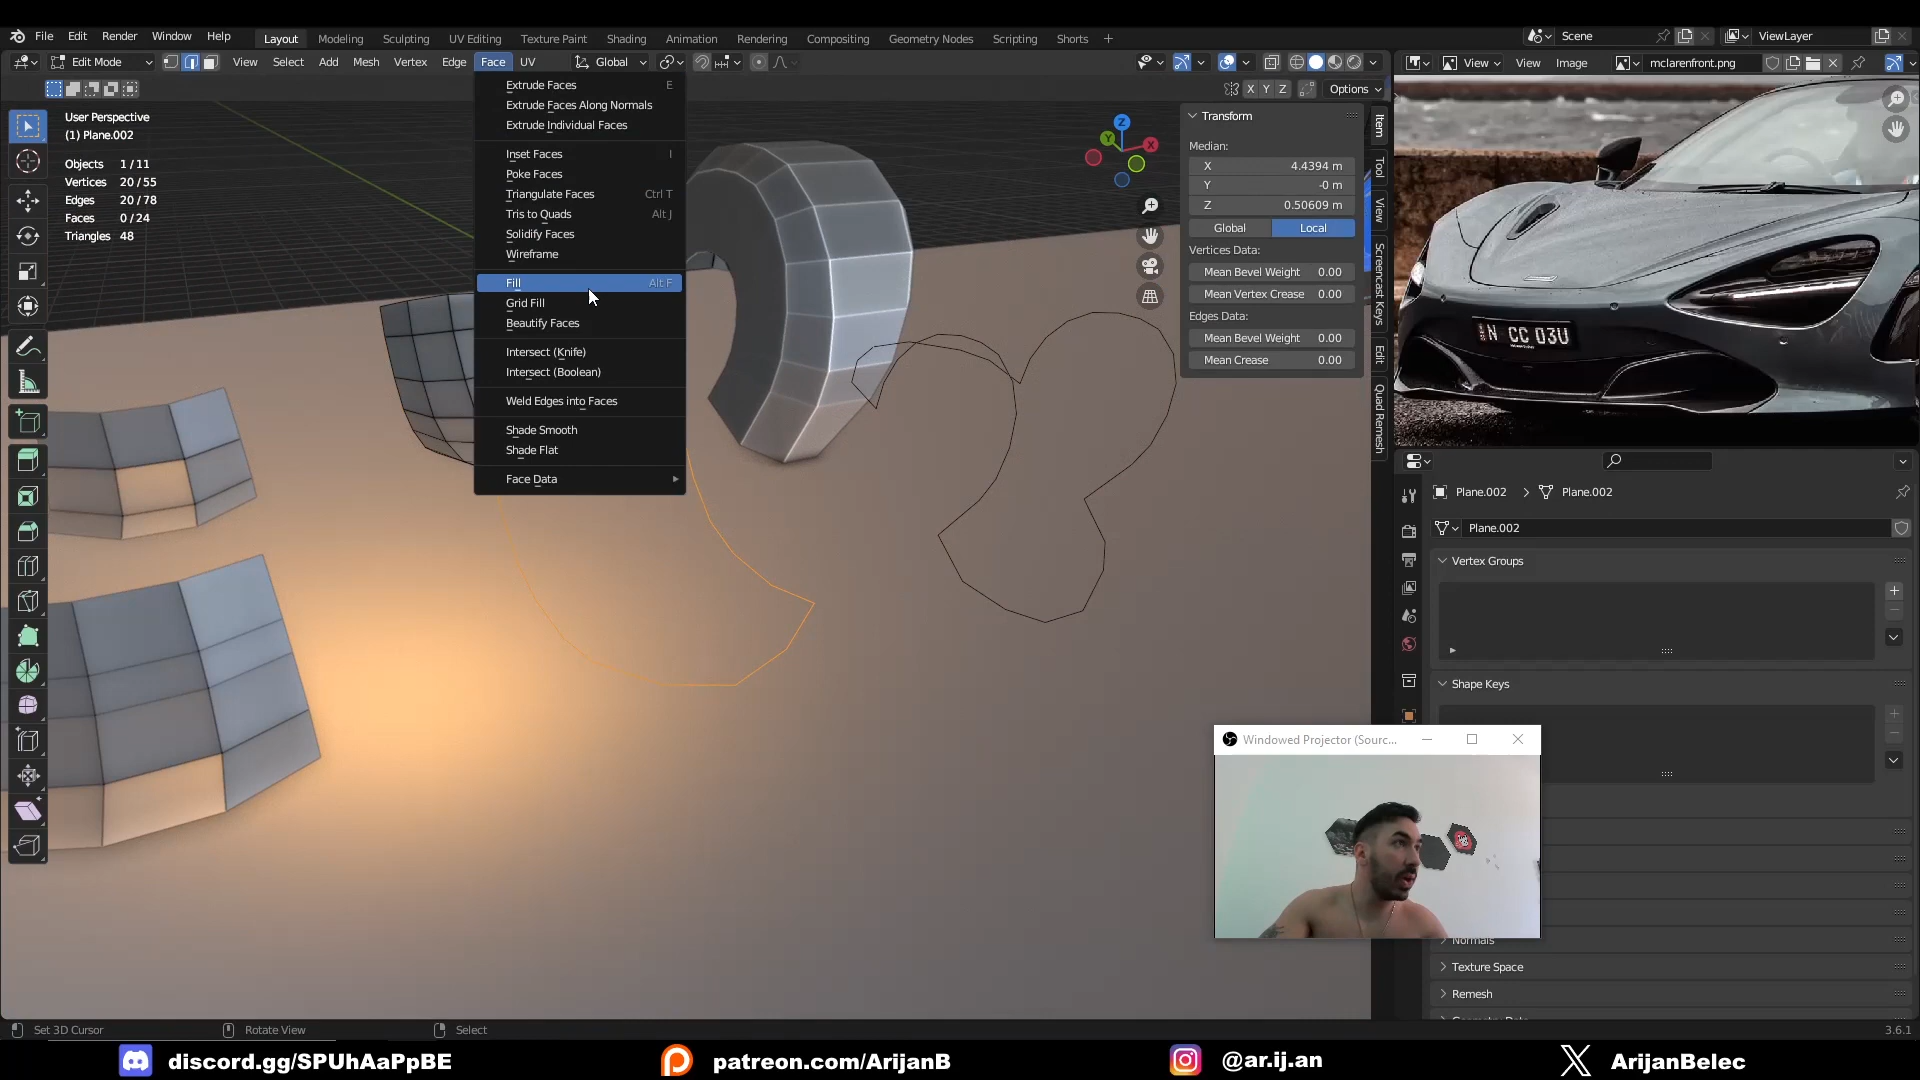 File Edit Render Window Help Layout Modeling Sculpting UV Editing Texture Paint Shading Animation Rendering Compositing Geometry Nodes Scripting Shorts + Scene ViewLayer
Edit Mode View Select Add Mesh Vertex Edge Face UV Global View View Image mclarenfront.png
X Y Z Options
User Perspective
(1) Plane.002
Objects 1/11
Vertices 20/55
Edges 20/78
Faces 0/24
Triangles 48
Extrude Faces E
Extrude Faces Along Normals
Extrude Individual Faces
Inset Faces I
Poke Faces
Triangulate Faces Ctrl T
Tris to Quads Alt J
Solidify Faces
Wireframe
Fill Alt F
Grid Fill
Beautify Faces
Intersect (Knife)
Intersect (Boolean)
Weld Edges into Faces
Shade Smooth
Shade Flat
Face Data
Z
Y
X
Transform
Median:
X 4.4394 m
Y -0 m
Z 0.50609 m
Global Local
Vertices Data:
Mean Bevel Weight 0.00
Mean Vertex Crease 0.00
Edges Data:
Mean Bevel Weight 0.00
Mean Crease 0.00
Item
Tool
View
Screencast Keys
Edit
Quad Remesh
N CC 03U
Plane.002 > Plane.002
Plane.002
Vertex Groups
Shape Keys
Windowed Projector (Sourc...
Normals
Texture Space
Remesh
Set 3D Cursor Rotate View Select 3.6.1
discord.gg/SPUhAaPpBE patreon.com/ArijanB @ar.ij.an ArijanBelec